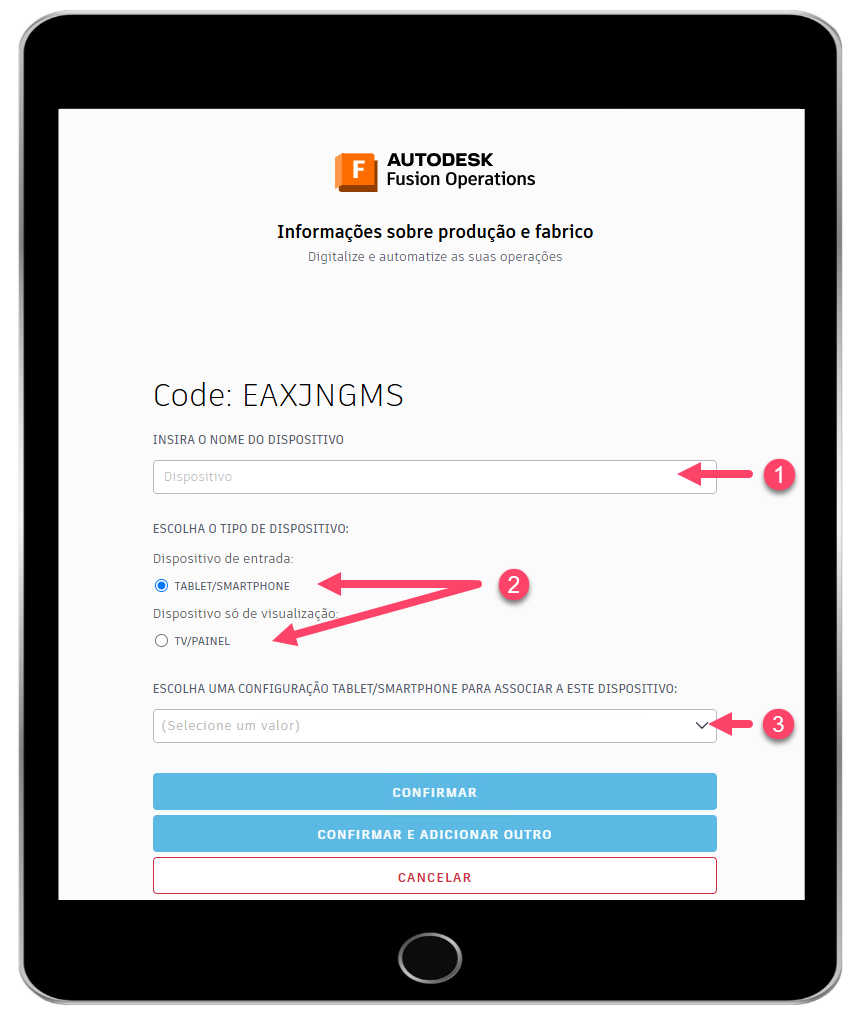 F
AUTODESK
Fusion Operations
Informações sobre produção e fabrico
Digitalize e automatize as suas operações
Code: EAXJNGMS
INSIRA O NOME DO DISPOSITIVO
Dispositivo
1
ESCOLHA O TIPO DE DISPOSITIVO:
Dispositivo de entrada:
TABLET/SMARTPHONE
2
Dispositivo só de visualização:
TV/PAINEL
ESCOLHA UMA CONFIGURAÇÃO TABLET/SMARTPHONE PARA ASSOCIAR A ESTE DISPOSITIVO:
(Selecione um valor)
3
CONFIRMAR
CONFIRMAR E ADICIONAR OUTRO
CANCELAR